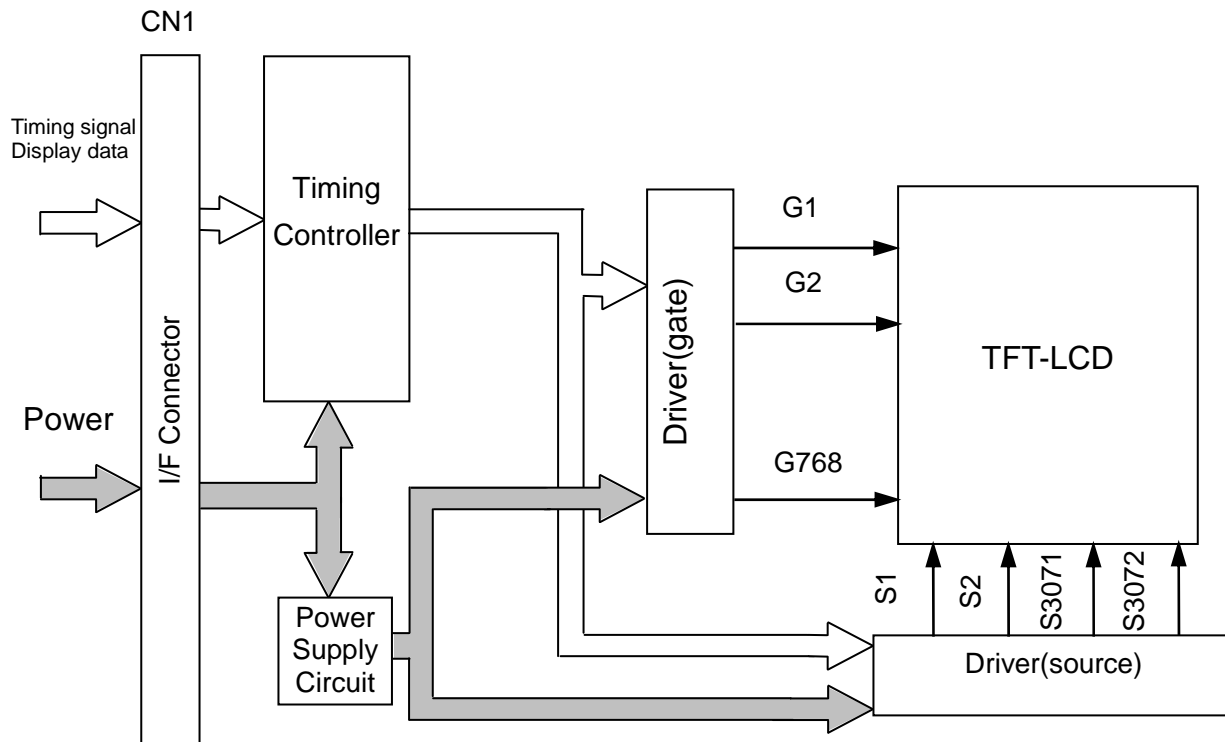 CN1
Timing signal
Display data
Power
I/F Connector
Timing
Controller
Power
Supply
Circuit
Driver(gate)
G1
G2
G768
TFT-LCD
S1
S2
S3071
S3072
Driver(source)